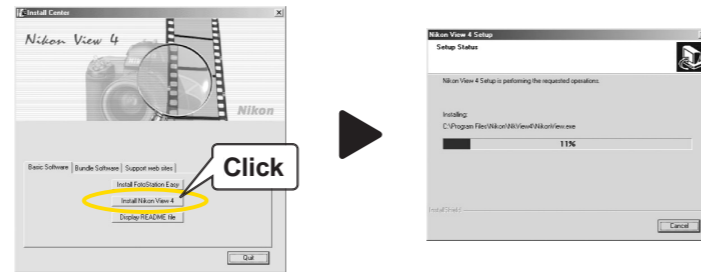 Install Center
Nikon View 4
Nikon
Basic Software
Bundle Software
Support web sites
Install FotoStation Easy
Install Nikon View 4
Display README file
Click
Quit
Nikon View 4 Setup
Setup Status
Nikon View 4 Setup is performing the requested operations.
Installing:
C:\Program Files\Nikon\NkView4\NikonView.exe
11%
InstallShield
Cancel